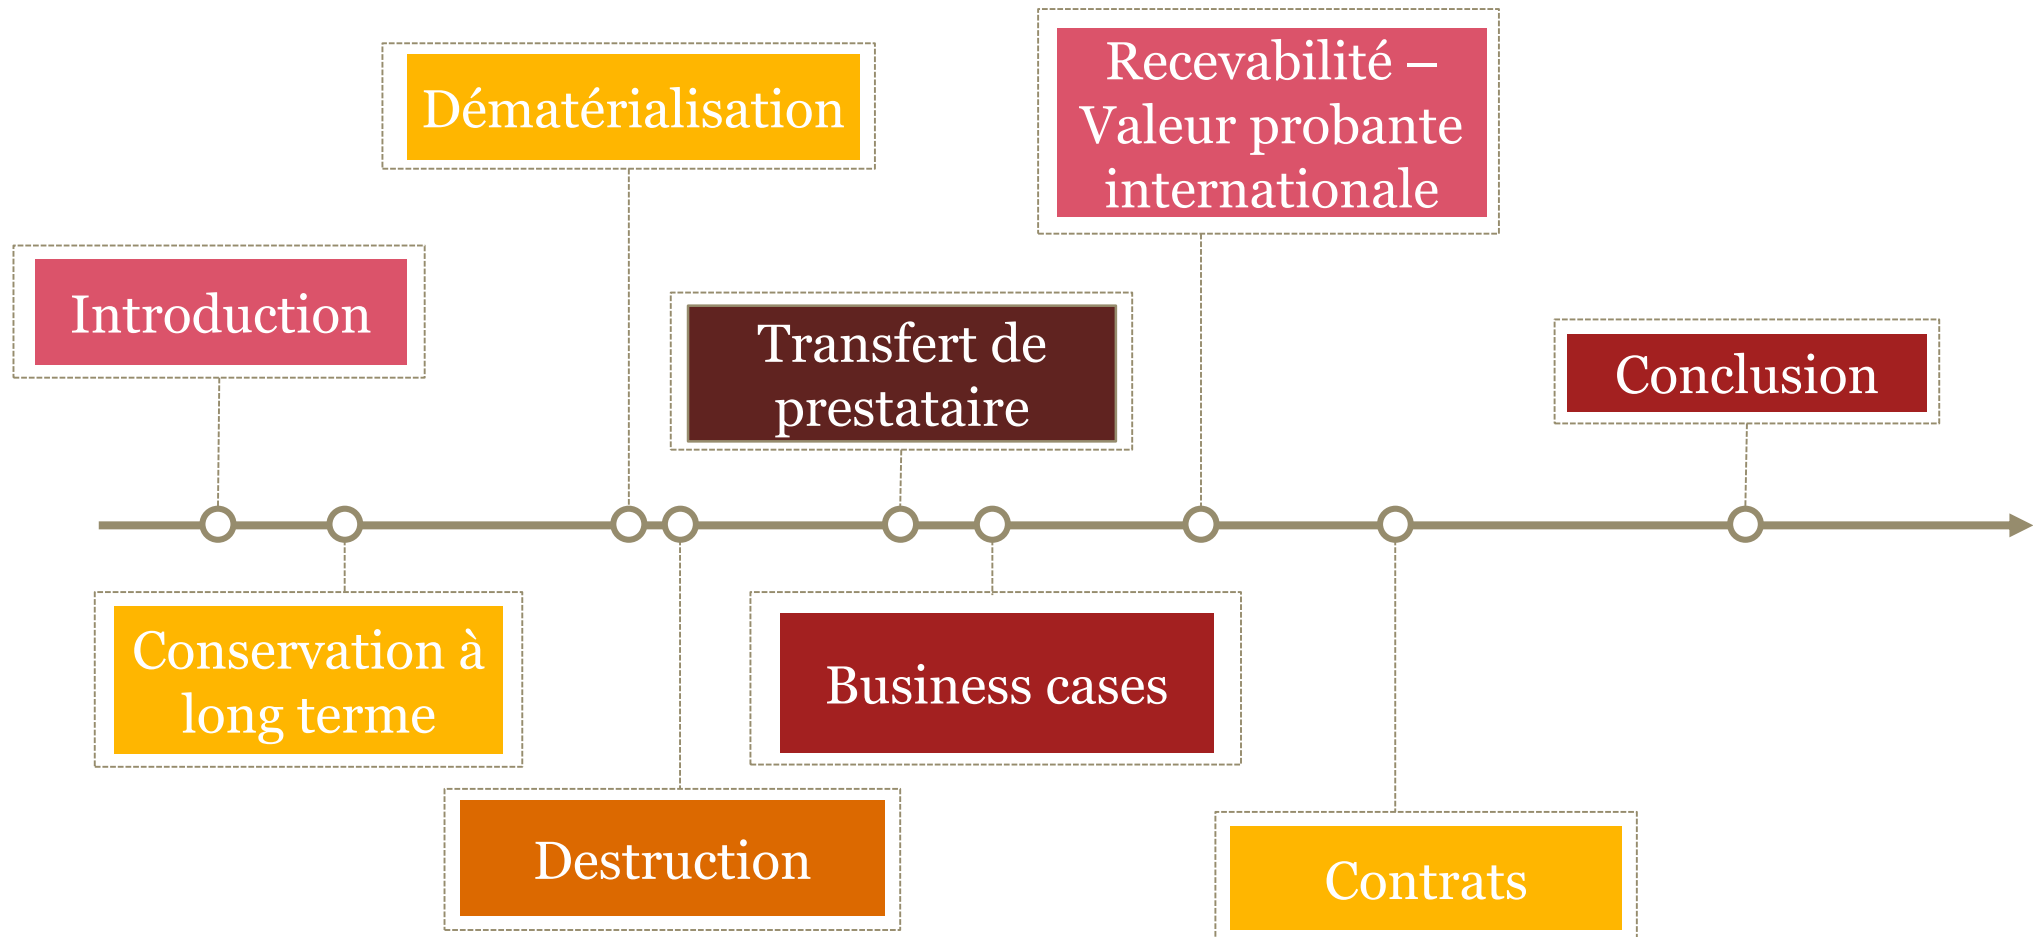 Introduction
Conservation à
long terme
Dématérialisation
Destruction
Transfert de
prestataire
Business cases
Recevabilité –
Valeur probante
internationale
Contrats
Conclusion